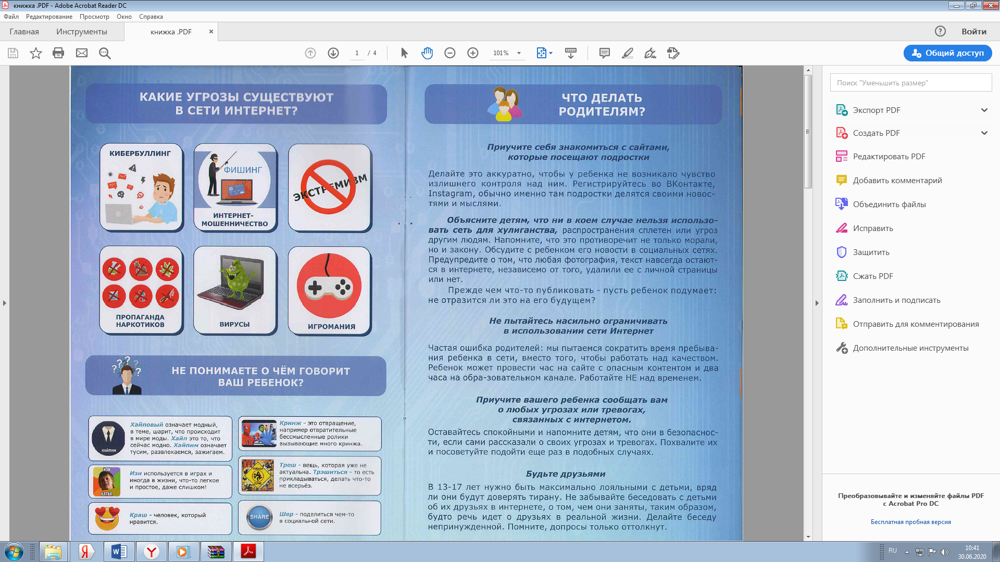 книжка .PDF - Adobe Acrobat Reader DC
Файл Редактирование Просмотр Окно Справка
Главная Инструменты книжка .PDF × ? Войти
1 / 4 101% Общий доступ
КАКИЕ УГРОЗЫ СУЩЕСТВУЮТ
В СЕТИ ИНТЕРНЕТ?
КИБЕРБУЛЛИНГ
ФИШИНГ
ИНТЕРНЕТ-
МОШЕННИЧЕСТВО
ЭКСТРЕМИЗМ
ПРОПАГАНДА
НАРКОТИКОВ
ВИРУСЫ
ИГРОМАНИЯ
НЕ ПОНИМАЕТЕ О ЧЁМ ГОВОРИТ
ВАШ РЕБЕНОК?
ХАЙПИМ
Хайповый означает модный,
в теме, шарит, что происходит
в мире моды. Хайп это то, что
сейчас модно. Хайпим означает
тусим, развлекаемся, зажигаем.
ИЗИ
КАТКА
Изи используется в играх и
иногда в жизни, что-то легкое
и простое, даже слишком!
Краш - человек, который
нравится.
Кринж - это отвращение,
например отвратительные
бессмысленные ролики
вызывающие много кринжа.
THRASH
ZONE
Треш - вещь, которая уже не
актуальна. Трэшиться - то есть
прикладываться, делать что-то
не всерьёз.
SHARE
Шер - поделиться чем-то
в социальной сети.
ЧТО ДЕЛАТЬ
РОДИТЕЛЯМ?
Приучите себя знакомиться с сайтами,
которые посещают подростки
Делайте это аккуратно, чтобы у ребенка не возникало чувство
излишнего контроля над ним. Регистрируйтесь во ВКонтакте,
Instagram, обычно именно там подростки делятся своими новос-
тями и мыслями.
Объясните детям, что ни в коем случае нельзя использо-
вать сеть для хулиганства, распространения сплетен или угроз
другим людям. Напомните, что это противоречит не только морали,
но и закону. Обсудите с ребенком его новости в социальных сетях.
Предупредите о том, что любая фотография, текст навсегда остают-
ся в интернете, независемо от того, удалили ее с личной страницы
или нет.
Прежде чем что-то публиковать - пусть ребенок подумает:
не отразится ли это на его будущем?
Не пытайтесь насильно ограничивать
в использовании сети Интернет
Частая ошибка родителей: мы пытаемся сократить время пребыва-
ния ребенка в сети, вместо того, чтобы работать над качеством.
Ребенок может провести час на сайте с опасным контентом и два
часа на обра-зовательном канале. Работайте НЕ над временем.
Приучите вашего ребенка сообщать вам
о любых угрозах или тревогах,
связанных с интернетом.
Оставайтесь спокойными и напомните детям, что они в безопаснос-
ти, если сами рассказали о своих угрозах и тревогах. Похвалите их
и посоветуйте подойти еще раз в подобных случаях.
Будьте друзьями
В 13-17 лет нужно быть максимально лояльными с детьми, вряд
ли они будут доверять тирану. Не забывайте беседовать с детьми
об их друзьях в интернете, о том, чем они заняты, таким образом,
будто речь идет о друзьях в реальной жизни. Делайте беседу
непринужденной. Помните, допросы только оттолкнут.
Поиск "Уменьшить размер"
Экспорт PDF
Создать PDF
Редактировать PDF
Добавить комментарий
Объединить файлы
Исправить
Защитить
Сжать PDF
Заполнить и подписать
Отправить для комментирования
Дополнительные инструменты
Преобразовывайте и изменяйте файлы PDF
с Acrobat Pro DC
Бесплатная пробная версия
RU
10:41
30.06.2020